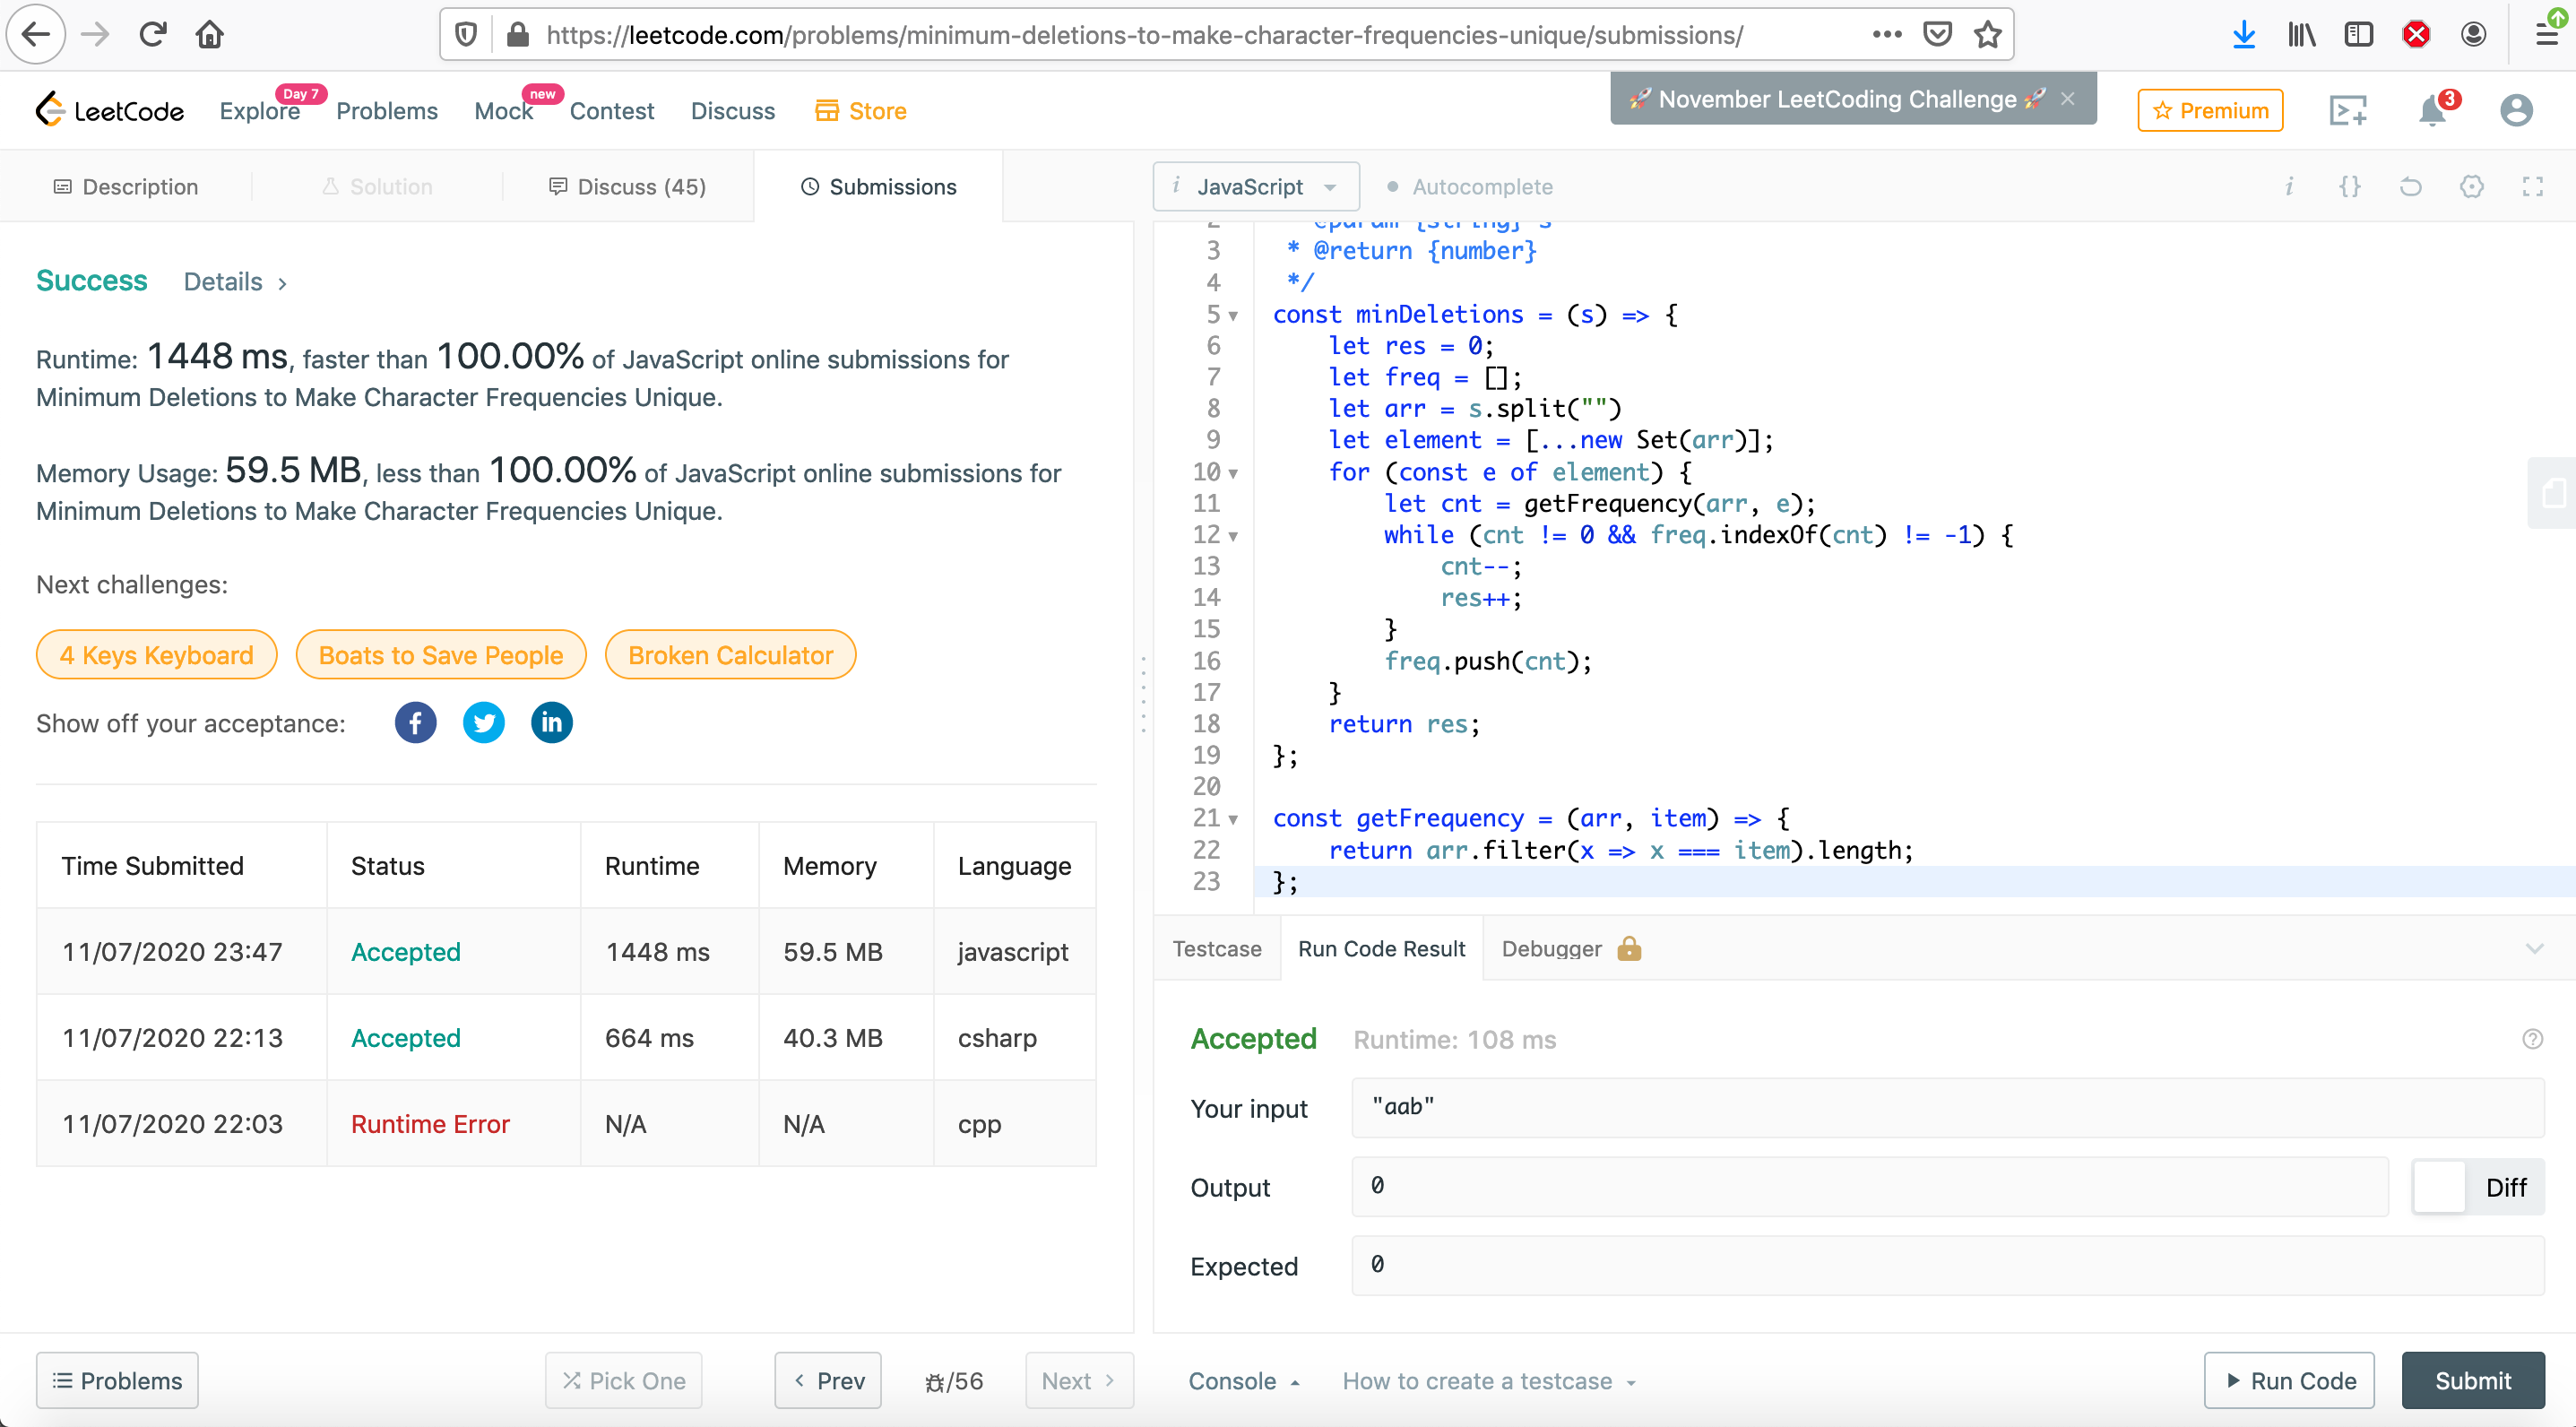 https://leetcode.com/problems/minimum-deletions-to-make-character-frequencies-unique/submissions/
LeetCode
Explore
Day 7
Problems
Mock
new
Contest
Discuss
Store
🚀 November LeetCoding Challenge 🚀 ×
Premium
3
Description
Solution
Discuss (45)
Submissions
i JavaScript
Autocomplete
Success Details >
Runtime: 1448 ms, faster than 100.00% of JavaScript online submissions for
Minimum Deletions to Make Character Frequencies Unique.
Memory Usage: 59.5 MB, less than 100.00% of JavaScript online submissions for
Minimum Deletions to Make Character Frequencies Unique.
Next challenges:
4 Keys Keyboard
Boats to Save People
Broken Calculator
Show off your acceptance:
Time Submitted Status Runtime Memory Language
11/07/2020 23:47 Accepted 1448 ms 59.5 MB javascript
11/07/2020 22:13 Accepted 664 ms 40.3 MB csharp
11/07/2020 22:03 Runtime Error N/A N/A cpp
2 * @param {string} s
3 * @return {number}
4 */
5 const minDeletions = (s) => {
6 let res = 0;
7 let freq = [];
8 let arr = s.split("")
9 let element = [...new Set(arr)];
10 for (const e of element) {
11 let cnt = getFrequency(arr, e);
12 while (cnt != 0 && freq.indexOf(cnt) != -1) {
13 cnt--;
14 res++;
15 }
16 freq.push(cnt);
17 }
18 return res;
19 };
20
21 const getFrequency = (arr, item) => {
22 return arr.filter(x => x === item).length;
23 };
Testcase
Run Code Result
Debugger
Accepted Runtime: 108 ms
Your input "aab"
Output 0 Diff
Expected 0
Problems
Pick One
< Prev
/56
Next >
Console
How to create a testcase
Run Code
Submit